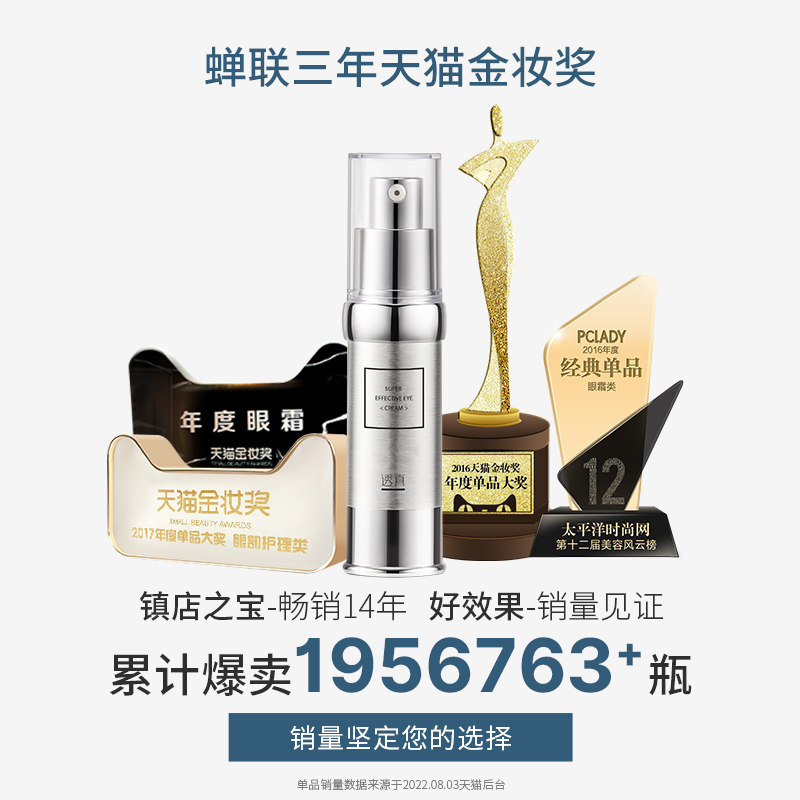 蝉联三年天猫金妆奖
PCLADY
2016年度
经典单品
眼霜类
SUPER
EFFECTIVE EYE
<CREAM>
年度眼霜
天猫金妆奖
TMALL BEAUTY AWARDS
2016天猫金妆奖
年度单品大奖
12
透真
天猫金妆奖
TMALL BEAUTY AWARDS
2017年度单品大奖 眼部护理类
太平洋时尚网
第十二届美容风云榜
镇店之宝-畅销14年 好效果-销量见证
累计爆卖1956763+瓶
销量坚定您的选择
单品销量数据来源于2022.08.03天猫后台